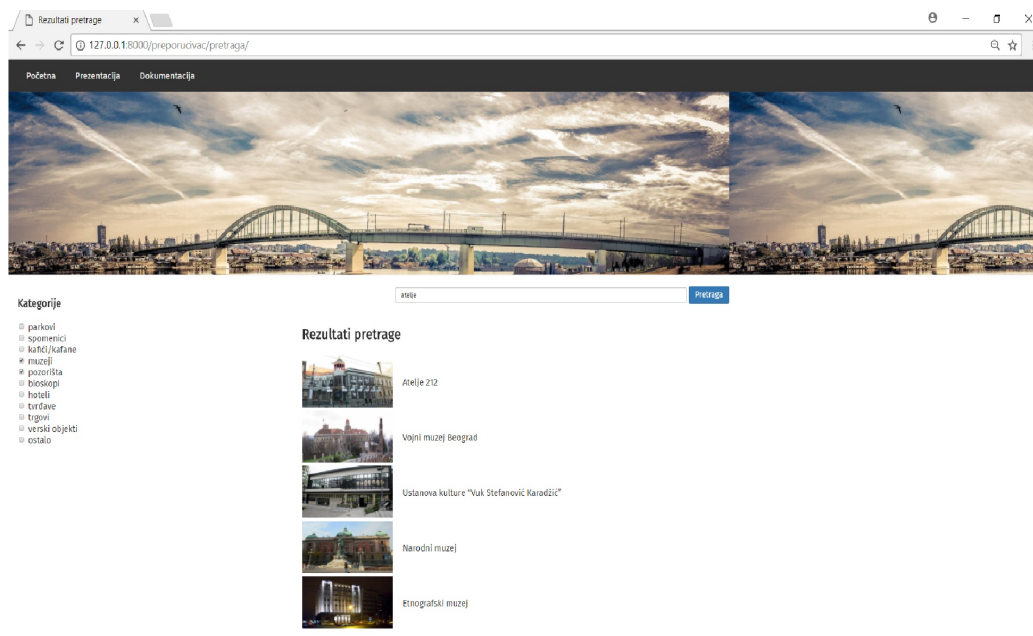 Rezultati pretrage
127.0.0.1:8000/preporucivac/pretraga/
Početna Prezentacija Dokumentacija
atelje Pretraga
Kategorije
parkovi
spomenici
kafići/kafane
muzeji
pozorišta
bioskopi
hoteli
tvrđave
trgovi
verski objekti
ostalo
Rezultati pretrage
Atelje 212
Vojni muzej Beograd
Ustanova kulture "Vuk Stefanović Karadžić"
Narodni muzej
Etnografski muzej